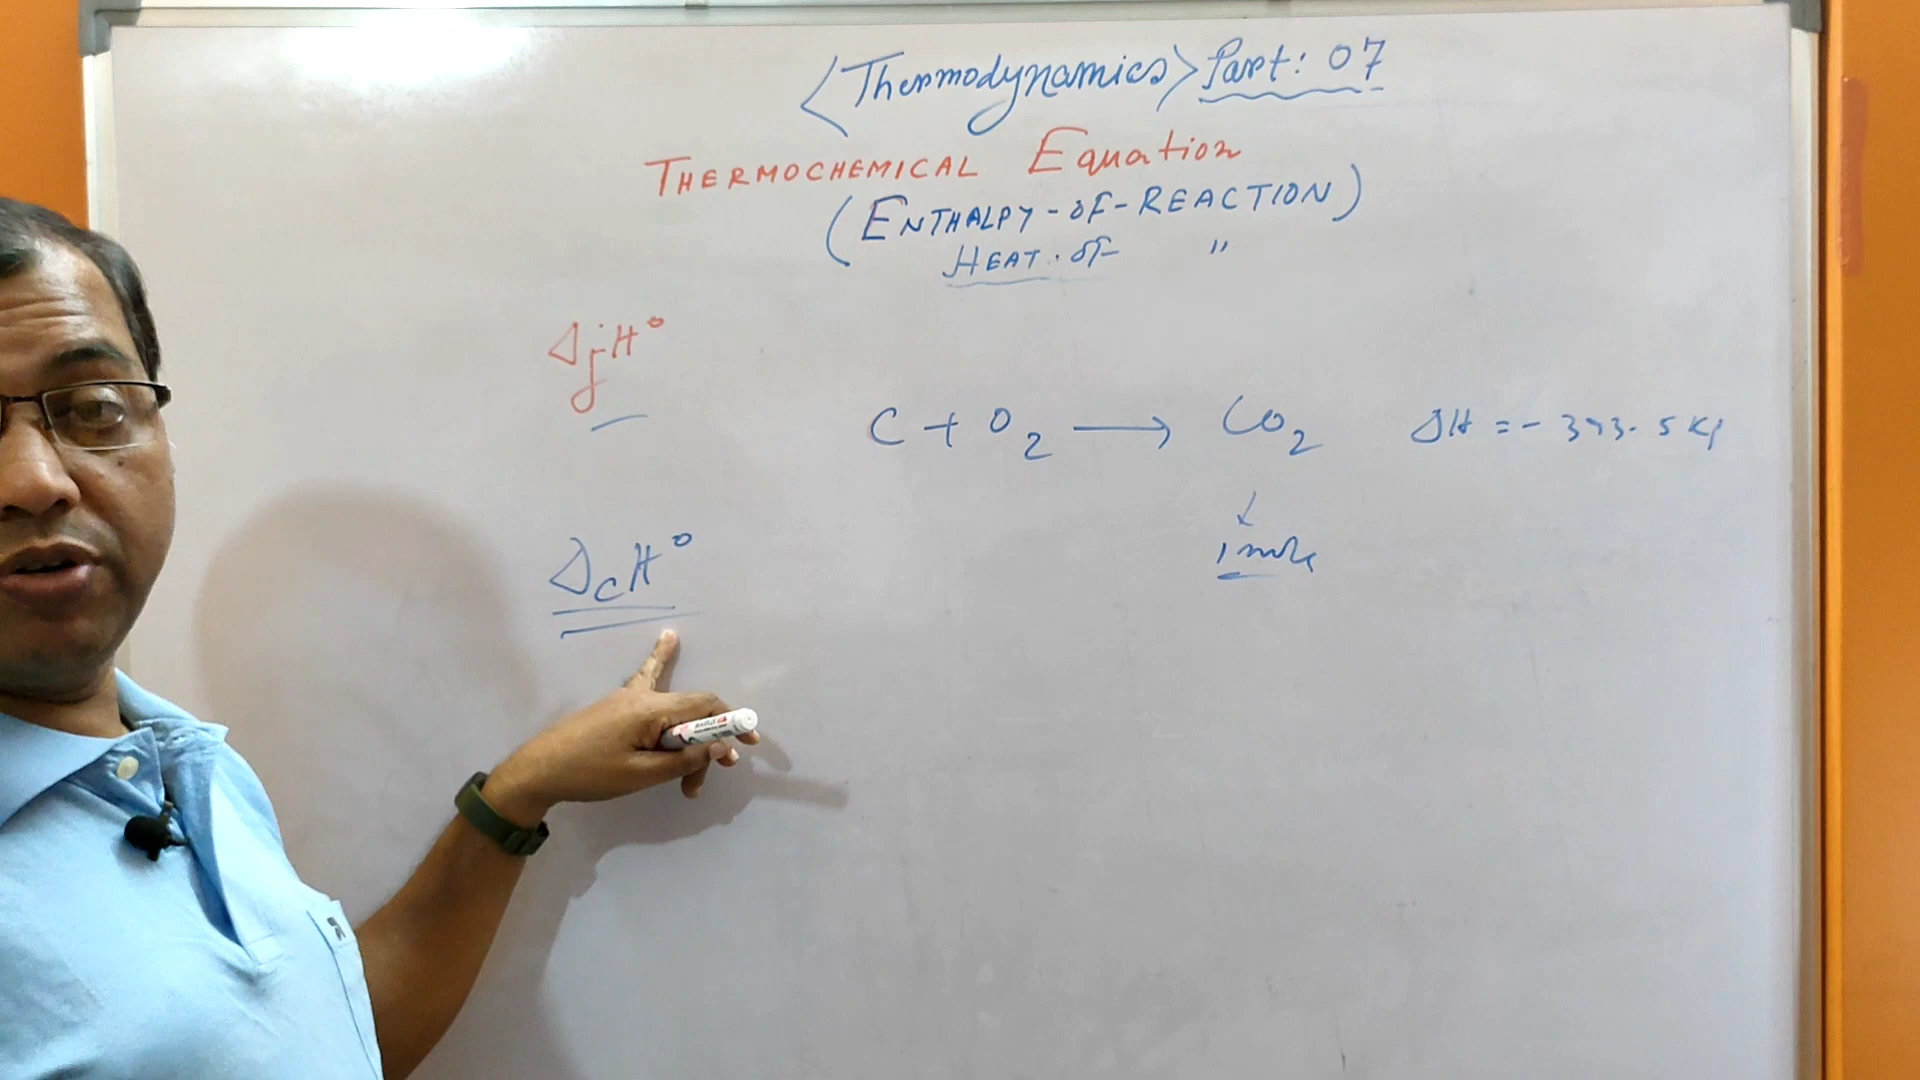 <Thermodynamics> Part: 07
THERMOCHEMICAL Equation
(ENTHALPY-OF-REACTION)
HEAT. OF "
ΔfH°
C + O2 ⟶ CO2 ΔH = - 393.5 KJ
↓
1 mole
ΔcH°